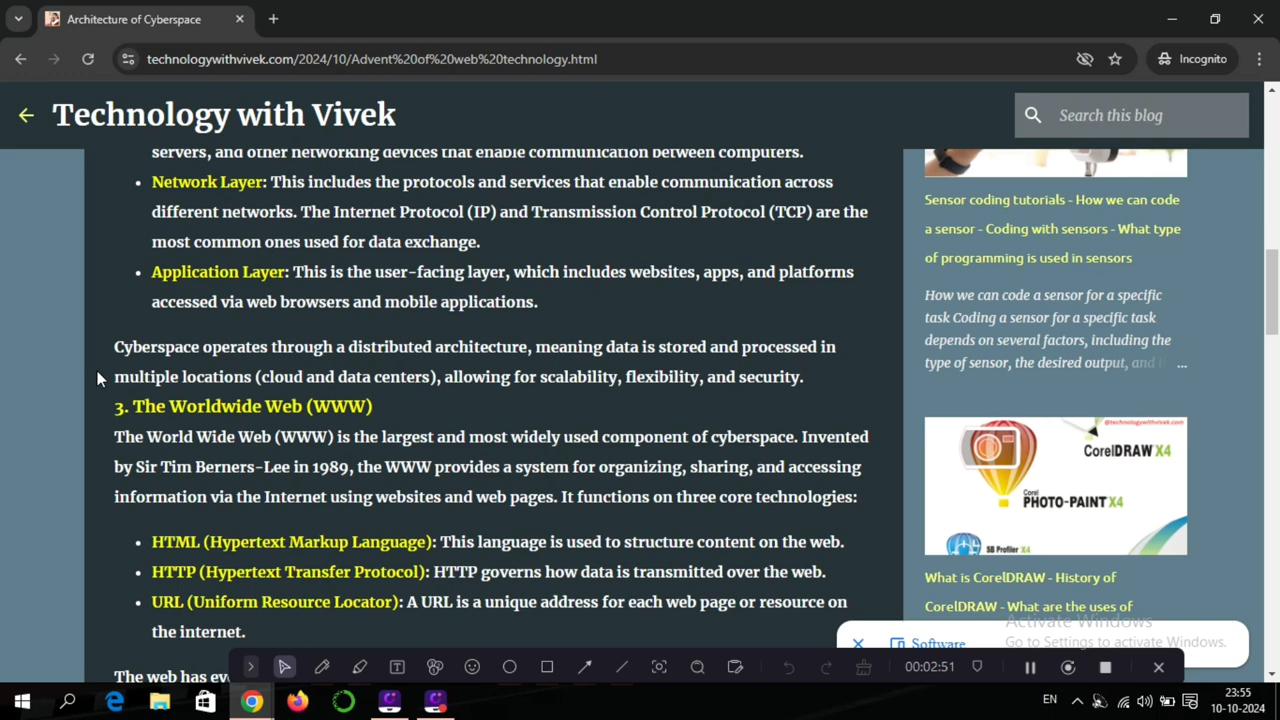 Architecture of Cyberspace
technologywithvivek.com/2024/10/Advent%20of%20web%20technology.html
Incognito
Technology with Vivek
Search this blog
servers, and other networking devices that enable communication between computers.
Network Layer: This includes the protocols and services that enable communication across
different networks. The Internet Protocol (IP) and Transmission Control Protocol (TCP) are the
most common ones used for data exchange.
Application Layer: This is the user-facing layer, which includes websites, apps, and platforms
accessed via web browsers and mobile applications.
Cyberspace operates through a distributed architecture, meaning data is stored and processed in
multiple locations (cloud and data centers), allowing for scalability, flexibility, and security.
3. The Worldwide Web (WWW)
The World Wide Web (WWW) is the largest and most widely used component of cyberspace. Invented
by Sir Tim Berners-Lee in 1989, the WWW provides a system for organizing, sharing, and accessing
information via the Internet using websites and web pages. It functions on three core technologies:
HTML (Hypertext Markup Language): This language is used to structure content on the web.
HTTP (Hypertext Transfer Protocol): HTTP governs how data is transmitted over the web.
URL (Uniform Resource Locator): A URL is a unique address for each web page or resource on
the internet.
The web has
Sensor coding tutorials - How we can code
a sensor - Coding with sensors - What type
of programming is used in sensors
How we can code a sensor for a specific
task Coding a sensor for a specific task
depends on several factors, including the
type of sensor, the desired output, and ...
@technologywithvivek.com
CorelDRAW X4
Corel
PHOTO-PAINT X4
SB Profiler X4
What is CorelDRAW - History of
CorelDRAW - What are the uses of
Activate Windows
Go to Settings to activate Windows.
Software
00:02:51
EN
23:55
10-10-2024